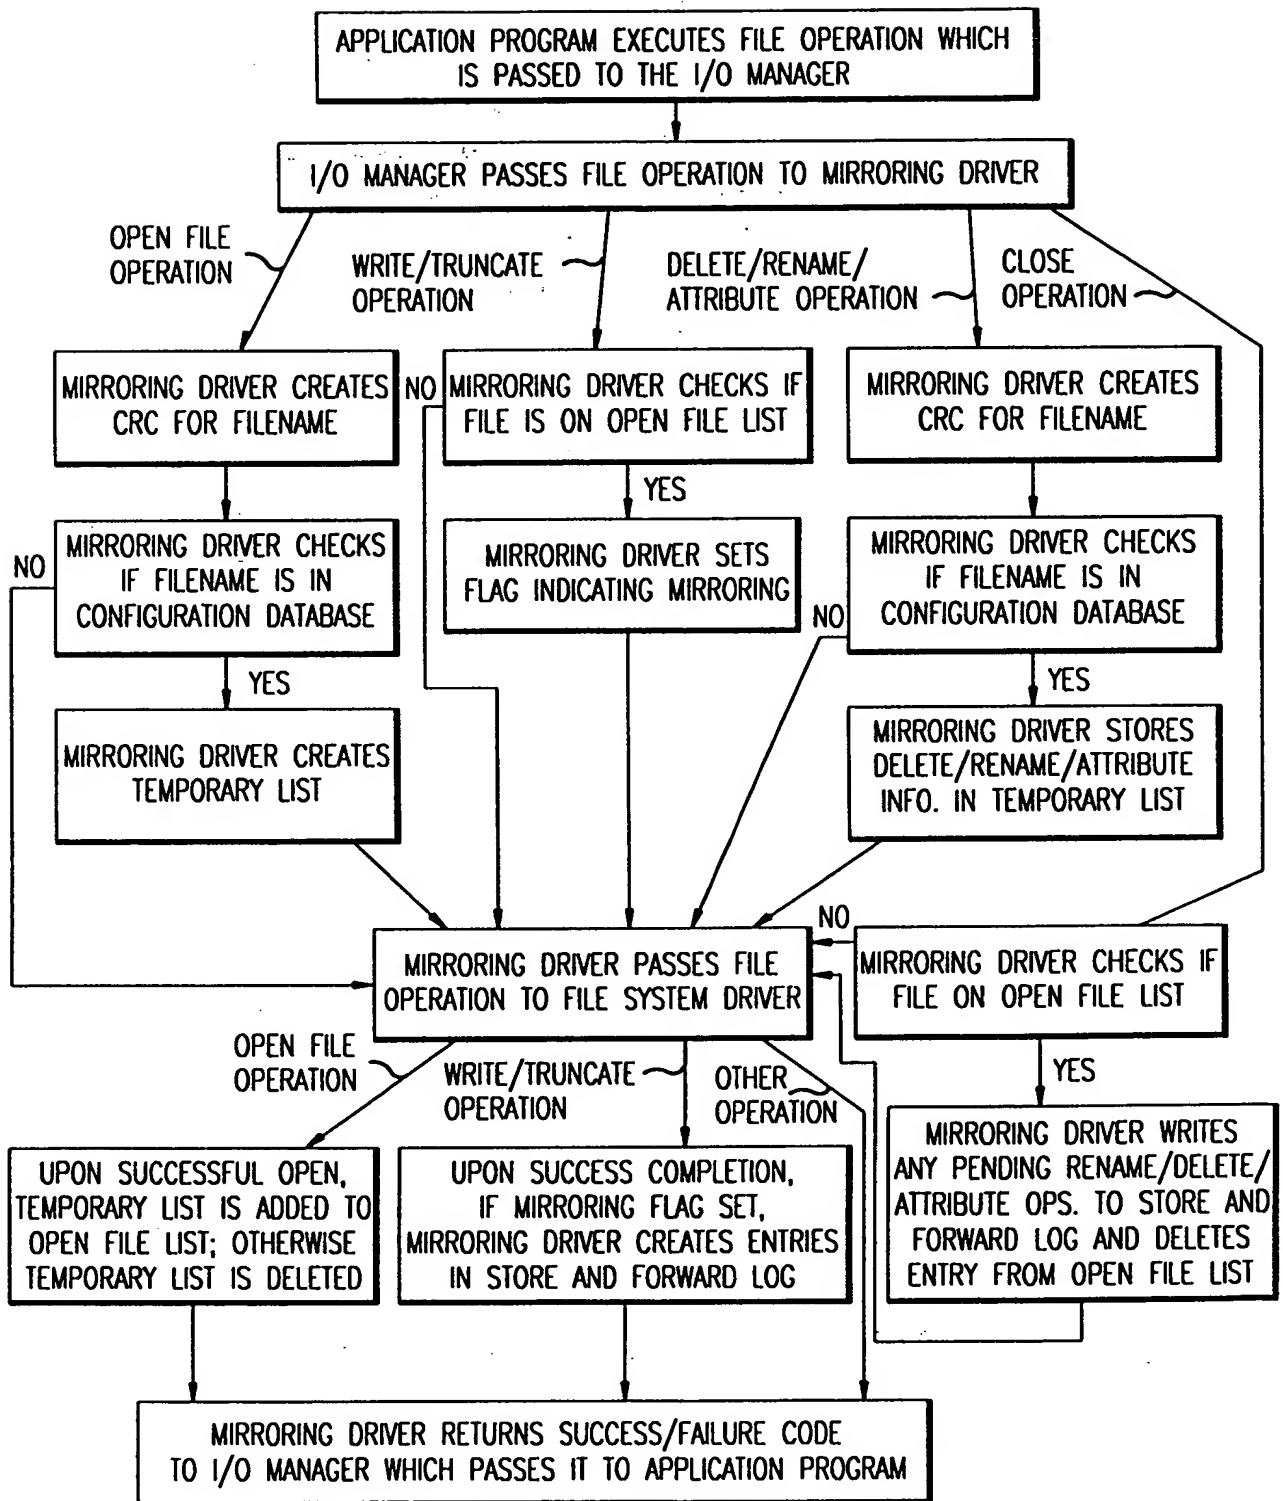 APPLICATION PROGRAM EXECUTES FILE OPERATION WHICH
IS PASSED TO THE I/O MANAGER
I/O MANAGER PASSES FILE OPERATION TO MIRRORING DRIVER
OPEN FILE
OPERATION
WRITE/TRUNCATE
OPERATION
DELETE/RENAME/
ATTRIBUTE OPERATION
CLOSE
OPERATION
MIRRORING DRIVER CREATES
CRC FOR FILENAME
NO
MIRRORING DRIVER CHECKS IF
FILE IS ON OPEN FILE LIST
MIRRORING DRIVER CREATES
CRC FOR FILENAME
YES
NO
MIRRORING DRIVER CHECKS
IF FILENAME IS IN
CONFIGURATION DATABASE
MIRRORING DRIVER SETS
FLAG INDICATING MIRRORING
NO
MIRRORING DRIVER CHECKS
IF FILENAME IS IN
CONFIGURATION DATABASE
YES
YES
MIRRORING DRIVER CREATES
TEMPORARY LIST
MIRRORING DRIVER STORES
DELETE/RENAME/ATTRIBUTE
INFO. IN TEMPORARY LIST
NO
MIRRORING DRIVER PASSES FILE
OPERATION TO FILE SYSTEM DRIVER
MIRRORING DRIVER CHECKS IF
FILE ON OPEN FILE LIST
OPEN FILE
OPERATION
WRITE/TRUNCATE
OPERATION
OTHER
OPERATION
YES
UPON SUCCESSFUL OPEN,
TEMPORARY LIST IS ADDED TO
OPEN FILE LIST; OTHERWISE
TEMPORARY LIST IS DELETED
UPON SUCCESS COMPLETION,
IF MIRRORING FLAG SET,
MIRRORING DRIVER CREATES ENTRIES
IN STORE AND FORWARD LOG
MIRRORING DRIVER WRITES
ANY PENDING RENAME/DELETE/
ATTRIBUTE OPS. TO STORE AND
FORWARD LOG AND DELETES
ENTRY FROM OPEN FILE LIST
MIRRORING DRIVER RETURNS SUCCESS/FAILURE CODE
TO I/O MANAGER WHICH PASSES IT TO APPLICATION PROGRAM